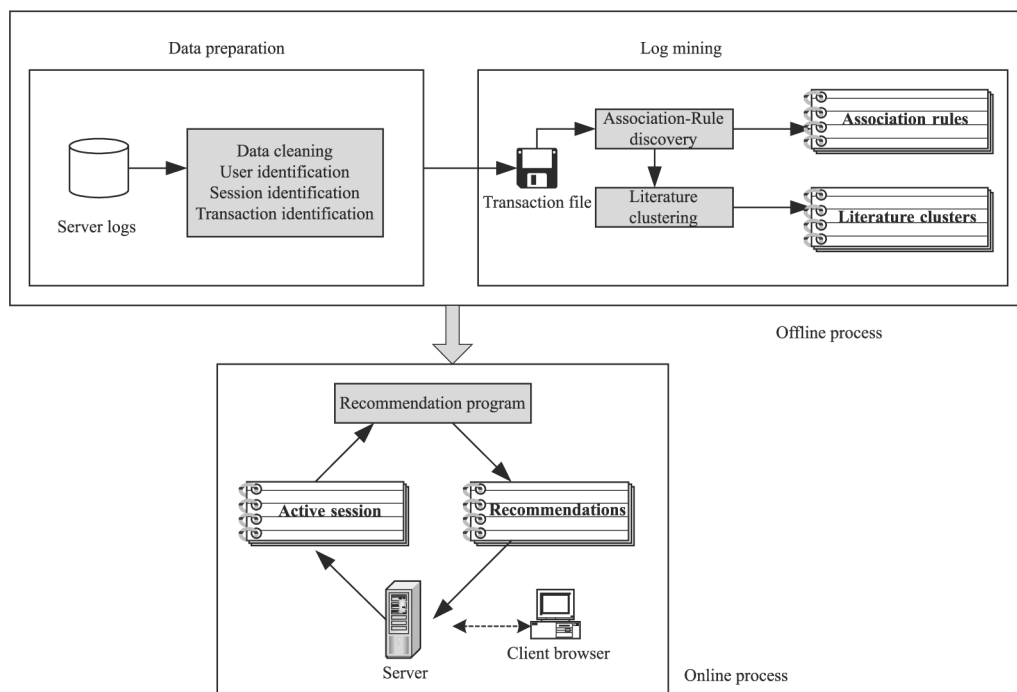 Data preparation
Log mining
Server logs
Data cleaning
User identification
Session identification
Transaction identification
Transaction file
Association-Rule
discovery
Literature
clustering
Association rules
Literature clusters
Offline process
Recommendation program
Active session
Recommendations
Server
Client browser
Online process